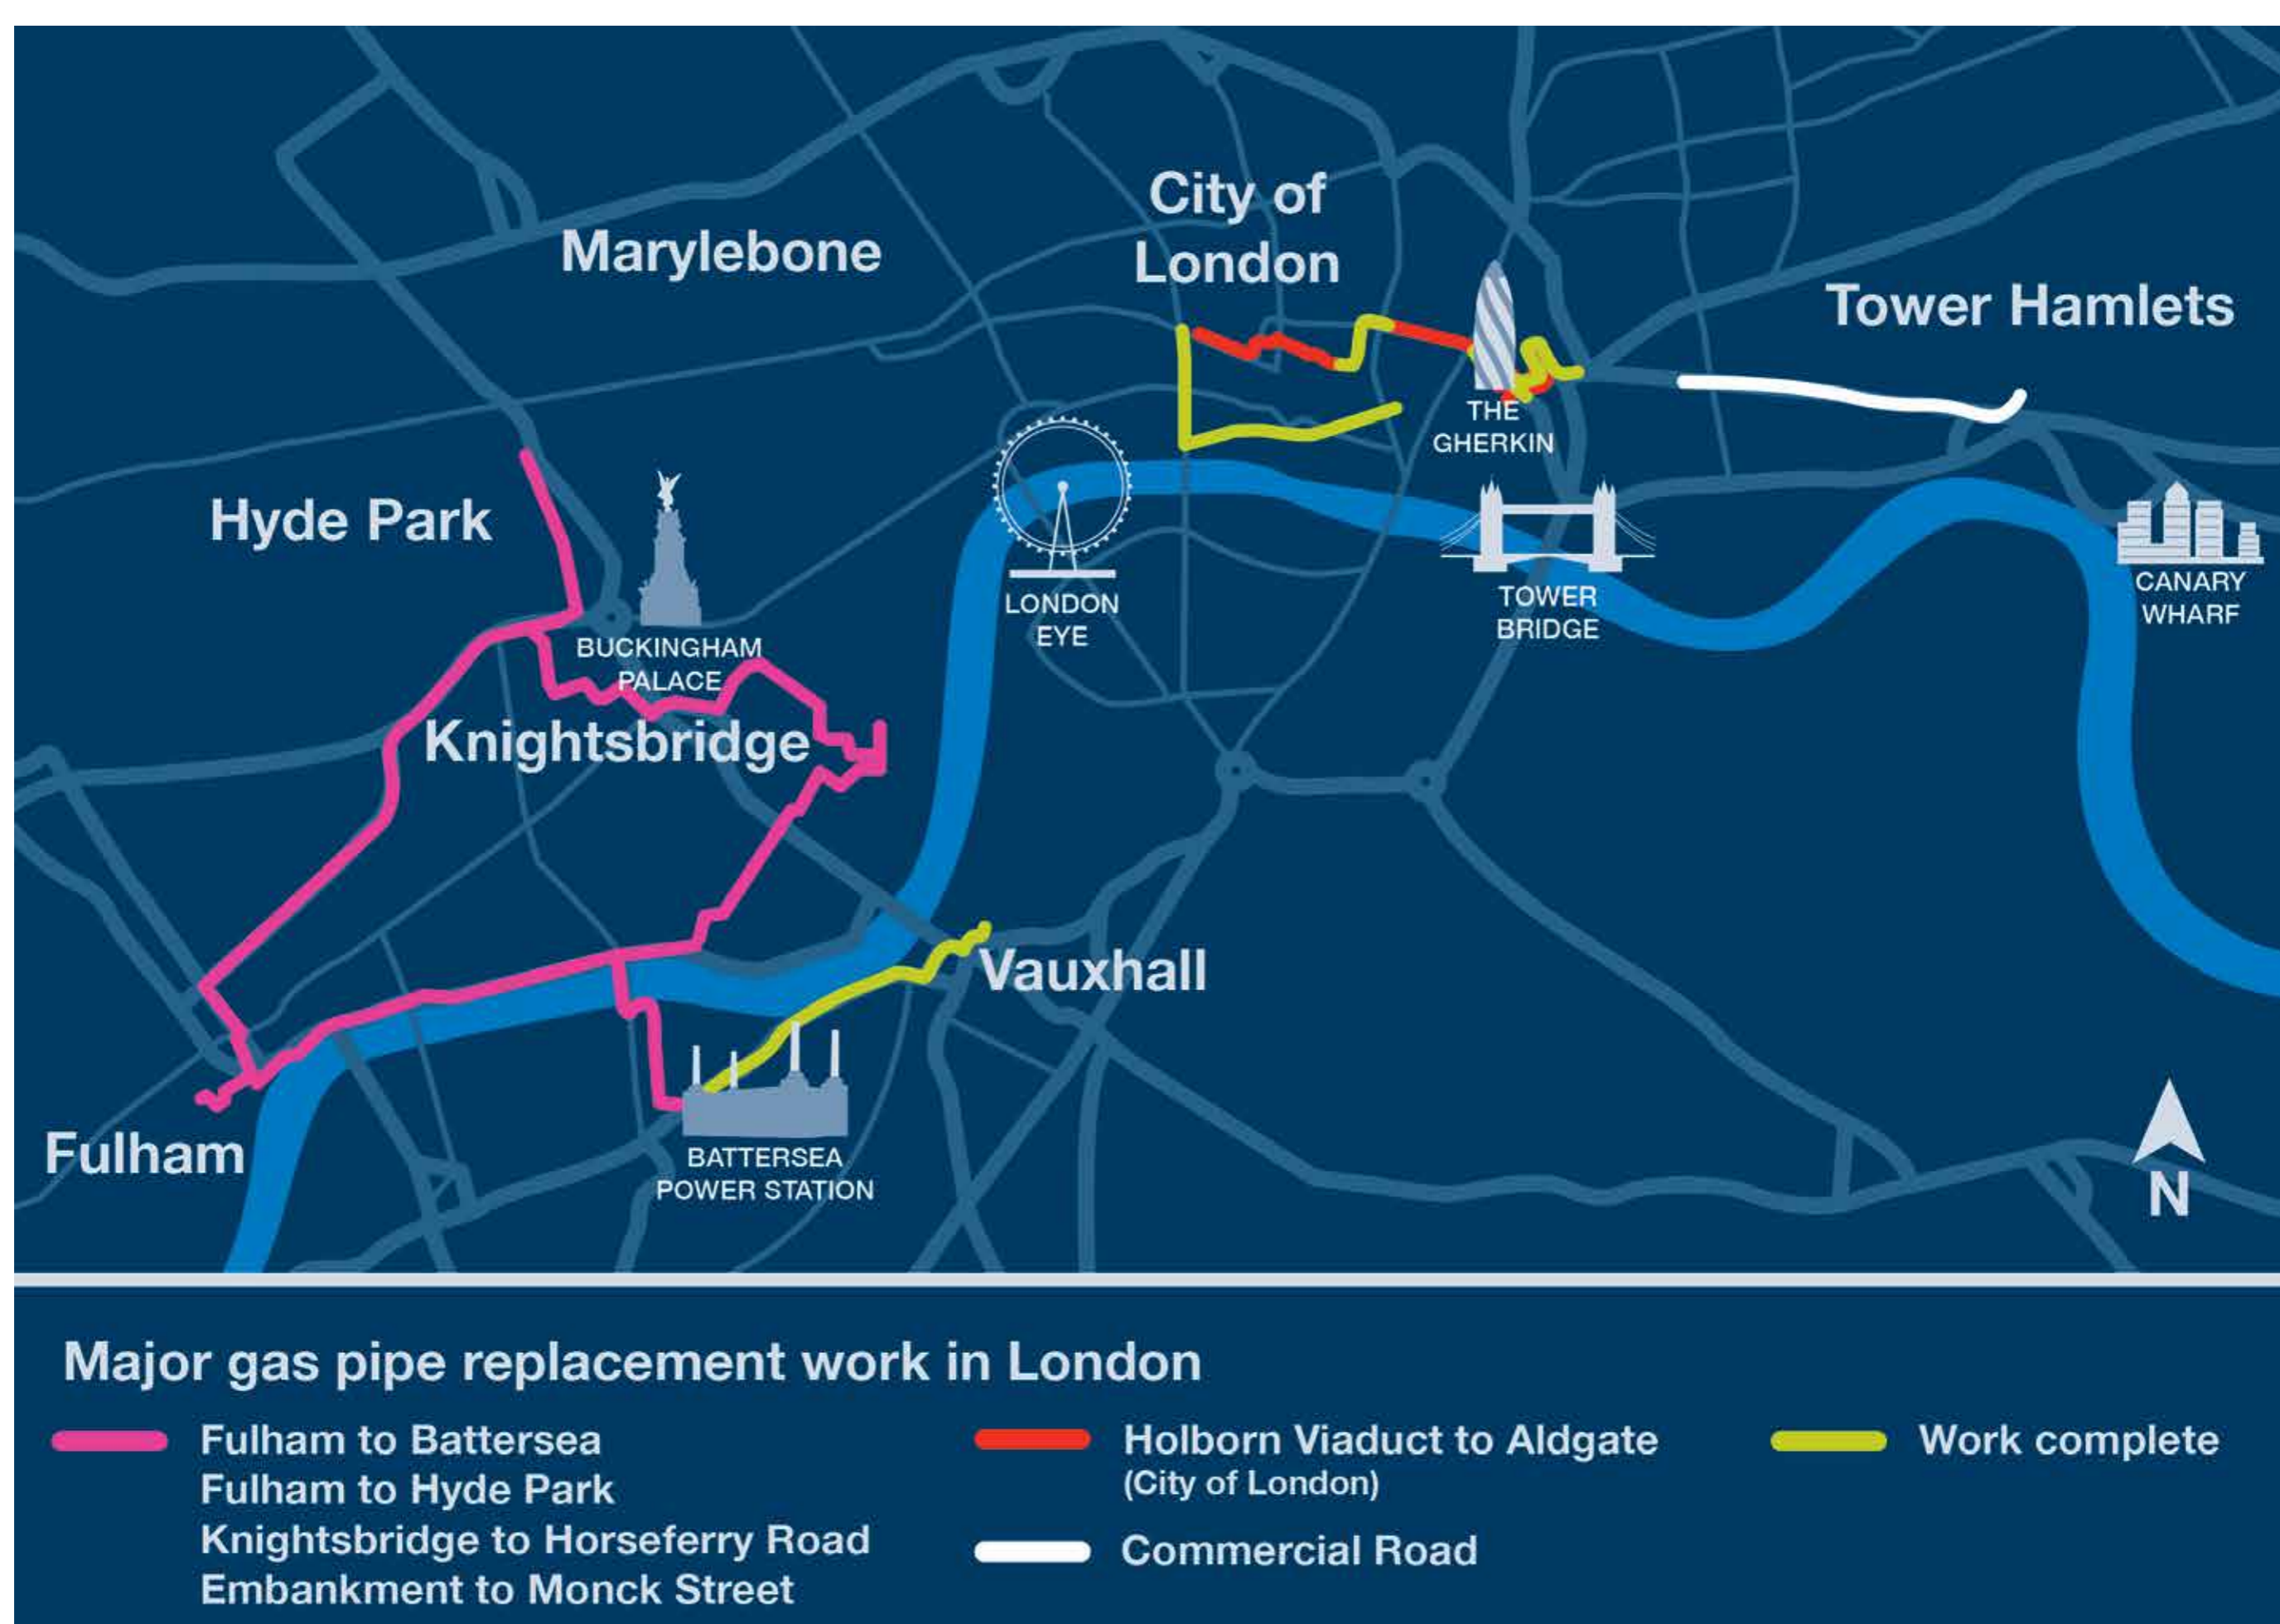 City of
London
Marylebone
Tower Hamlets
THE
GHERKIN
Hyde Park
BUCKINGHAM
PALACE
LONDON
EYE
TOWER
BRIDGE
CANARY
WHARF
Knightsbridge
Vauxhall
Fulham
BATTERSEA
POWER STATION
N
Major gas pipe replacement work in London
Fulham to Battersea
Fulham to Hyde Park
Knightsbridge to Horseferry Road
Embankment to Monck Street
Holborn Viaduct to Aldgate
(City of London)
Commercial Road
Work complete